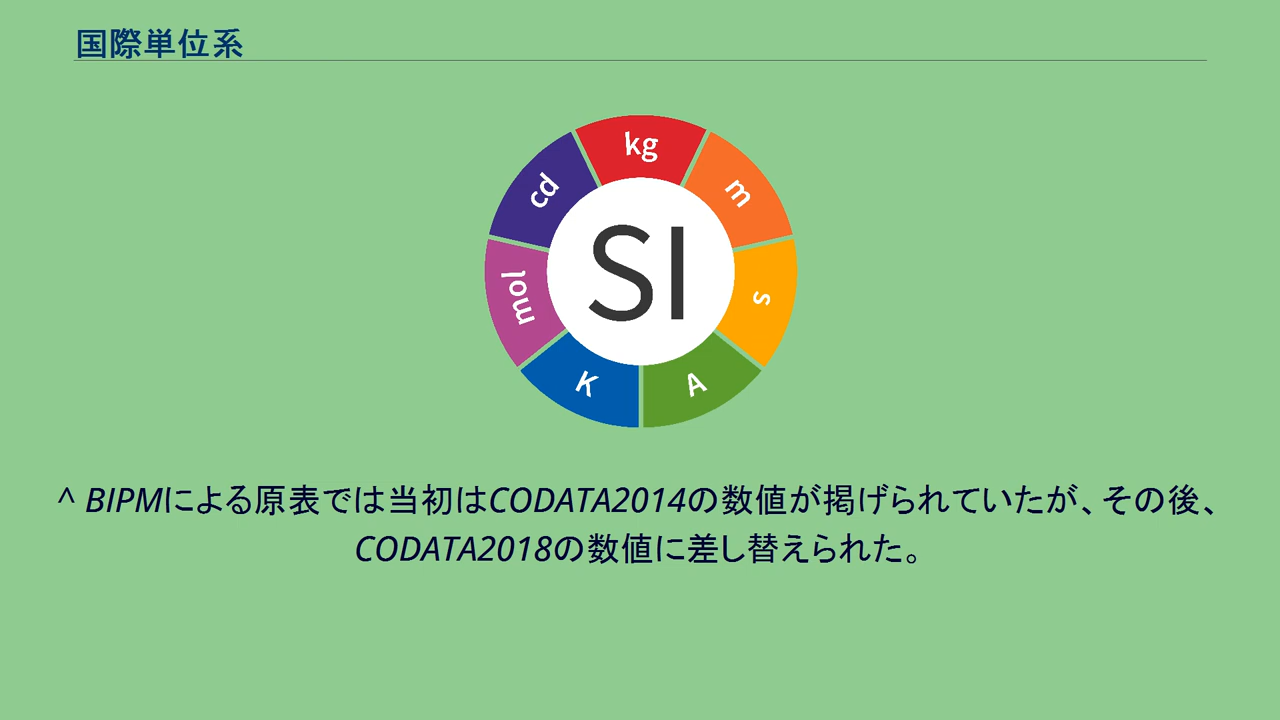 国際単位系
kg
m
s
A
K
mol
cd
SI
^ BIPMによる原表では当初はCODATA2014の数値が掲げられていたが、その後、
CODATA2018の数値に差し替えられた。